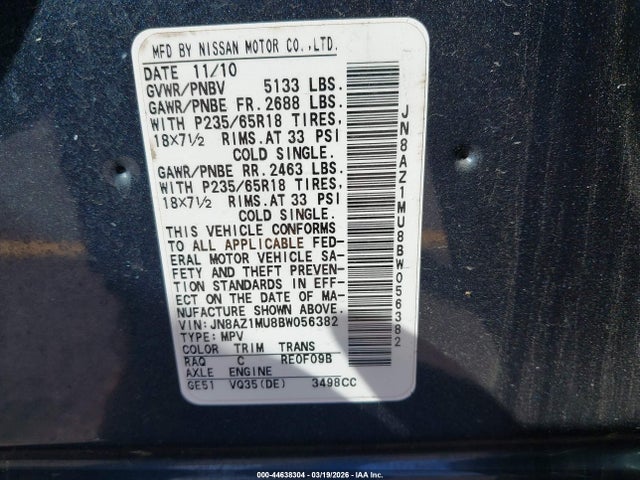 MFD BY NISSAN MOTOR CO.,LTD.
DATE 11/10
GVWR/PNBV 5133 LBS.
GAWR/PNBE FR. 2688 LBS.
WITH P235/65R18 TIRES,
18×7½ RIMS. AT 33 PSI
COLD SINGLE.
GAWR/PNBE RR. 2463 LBS.
WITH P235/65R18 TIRES,
18×7½ RIMS. AT 33 PSI
COLD SINGLE.
THIS VEHICLE CONFORMS
TO ALL APPLICABLE FED-
ERAL MOTOR VEHICLE SA-
FETY AND THEFT PREVEN-
TION STANDARDS IN EFF-
ECT ON THE DATE OF MA-
NUFACTURE SHOWN ABOVE.
VIN: JN8AZ1MU8BW056382
TYPE: MPV
COLOR TRIM TRANS
RAQ C RE0F09B
AXLE ENGINE
GE51 VQ35(DE) 3498CC
JN8AZ1MU8BW056382
000-44638304 - 03/19/2026 - IAA Inc.